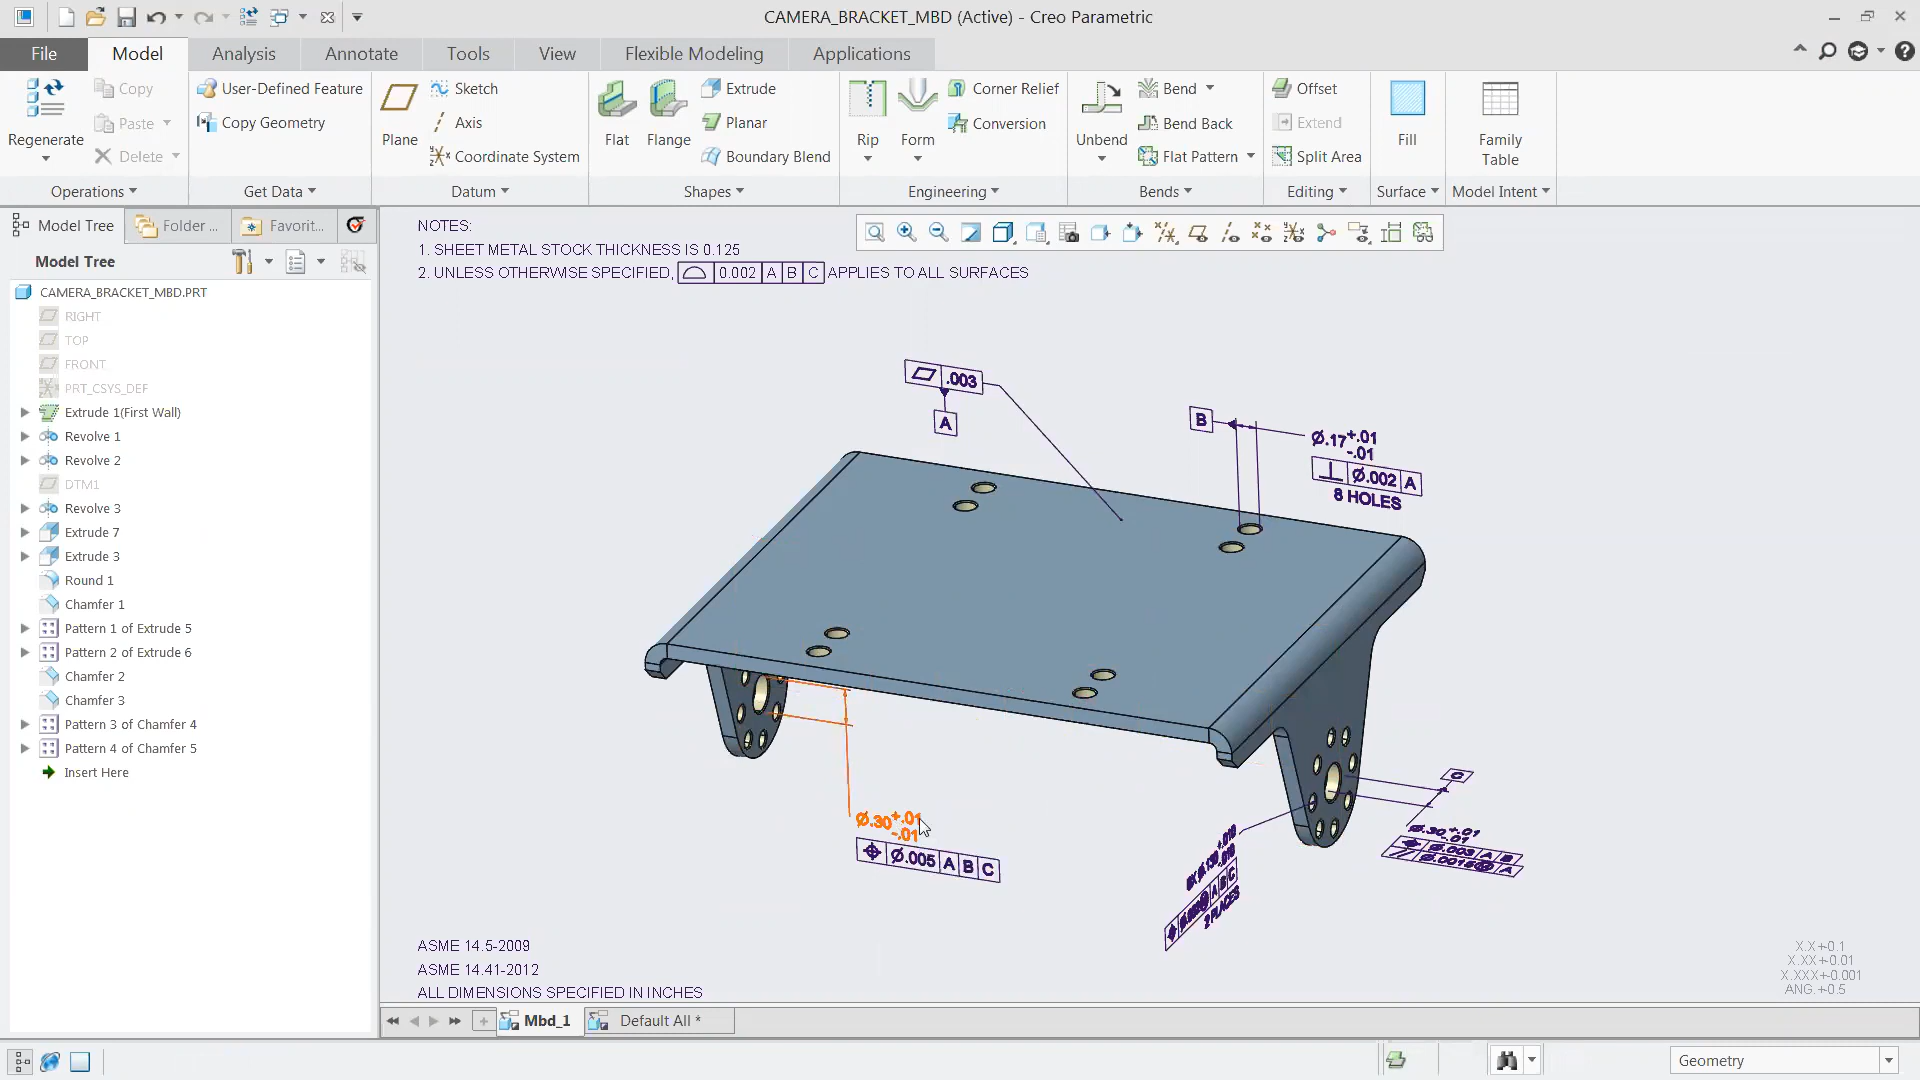 CAMERA_BRACKET_MBD (Active) - Creo Parametric
File Model Analysis Annotate Tools View Flexible Modeling Applications
Regenerate
Copy
Paste
Delete
Operations
User-Defined Feature
Copy Geometry
Get Data
Plane
Sketch
Axis
Coordinate System
Datum
Flat
Flange
Extrude
Planar
Boundary Blend
Shapes
Rip
Form
Corner Relief
Conversion
Engineering
Unbend
Bend
Bend Back
Flat Pattern
Bends
Offset
Extend
Split Area
Editing
Fill
Surface
Family
Table
Model Intent
Model Tree Folder ... Favorit...
Model Tree
CAMERA_BRACKET_MBD.PRT
RIGHT
TOP
FRONT
PRT_CSYS_DEF
Extrude 1(First Wall)
Revolve 1
Revolve 2
DTM1
Revolve 3
Extrude 7
Extrude 3
Round 1
Chamfer 1
Pattern 1 of Extrude 5
Pattern 2 of Extrude 6
Chamfer 2
Chamfer 3
Pattern 3 of Chamfer 4
Pattern 4 of Chamfer 5
Insert Here
NOTES:
1. SHEET METAL STOCK THICKNESS IS 0.125
2. UNLESS OTHERWISE SPECIFIED, ⌓ 0.002 A B C APPLIES TO ALL SURFACES
⏥ .003
A
B
Ø.17+.01
-.01
⊥ Ø.002 A
8 HOLES
Ø.30+.01
-.01
⌖ Ø.005 A B C
C
Ø.30+.01
-.01
⌖ Ø.003 A B
2 PLACES
ASME 14.5-2009
ASME 14.41-2012
ALL DIMENSIONS SPECIFIED IN INCHES
X.X+-0.1
X.XX+-0.01
X.XXX+-0.001
ANG.+-0.5
Mbd_1 Default All *
Geometry